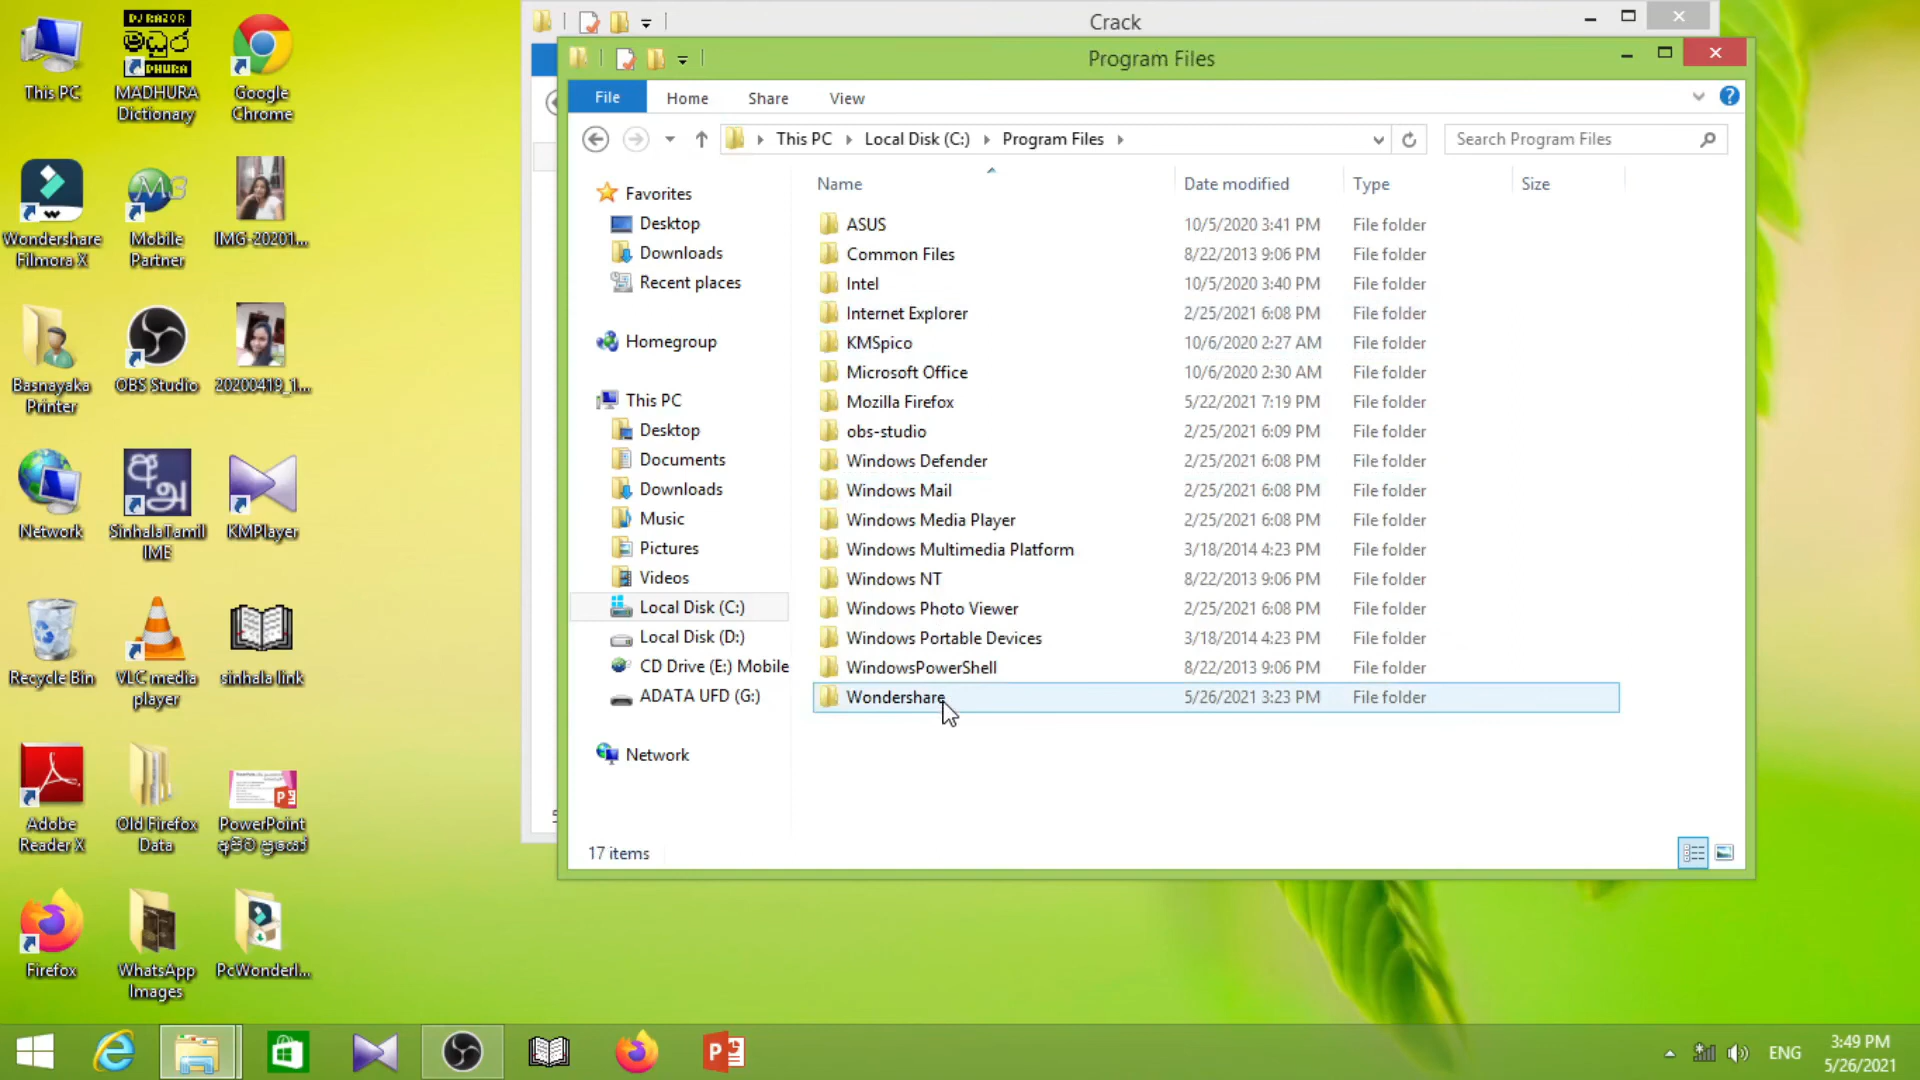 This PC
DJ RAZOR
මධුර
DHURA
MADHURA
Dictionary
Google
Chrome
Wondershare
Filmora X
Mobile
Partner
IMG-20201...
Basnayaka
Printer
OBS Studio
20200419_1...
Network
SinhalaTamil
IME
KMPlayer
Recycle Bin
VLC media
player
sinhala link
Adobe
Reader X
Old Firefox
Data
PowerPoint
Firefox
WhatsApp
Images
PcWonderl...
Crack
Program Files
File
Home
Share
View
This PC
Local Disk (C:)
Program Files
Search Program Files
Favorites
Desktop
Downloads
Recent places
Homegroup
This PC
Desktop
Documents
Downloads
Music
Pictures
Videos
Local Disk (C:)
Local Disk (D:)
CD Drive (E:) Mobile
ADATA UFD (G:)
Network
Name Date modified Type Size
ASUS 10/5/2020 3:41 PM File folder
Common Files 8/22/2013 9:06 PM File folder
Intel 10/5/2020 3:40 PM File folder
Internet Explorer 2/25/2021 6:08 PM File folder
KMSpico 10/6/2020 2:27 AM File folder
Microsoft Office 10/6/2020 2:30 AM File folder
Mozilla Firefox 5/22/2021 7:19 PM File folder
obs-studio 2/25/2021 6:09 PM File folder
Windows Defender 2/25/2021 6:08 PM File folder
Windows Mail 2/25/2021 6:08 PM File folder
Windows Media Player 2/25/2021 6:08 PM File folder
Windows Multimedia Platform 3/18/2014 4:23 PM File folder
Windows NT 8/22/2013 9:06 PM File folder
Windows Photo Viewer 2/25/2021 6:08 PM File folder
Windows Portable Devices 3/18/2014 4:23 PM File folder
WindowsPowerShell 8/22/2013 9:06 PM File folder
Wondershare 5/26/2021 3:23 PM File folder
17 items
ENG
3:49 PM
5/26/2021